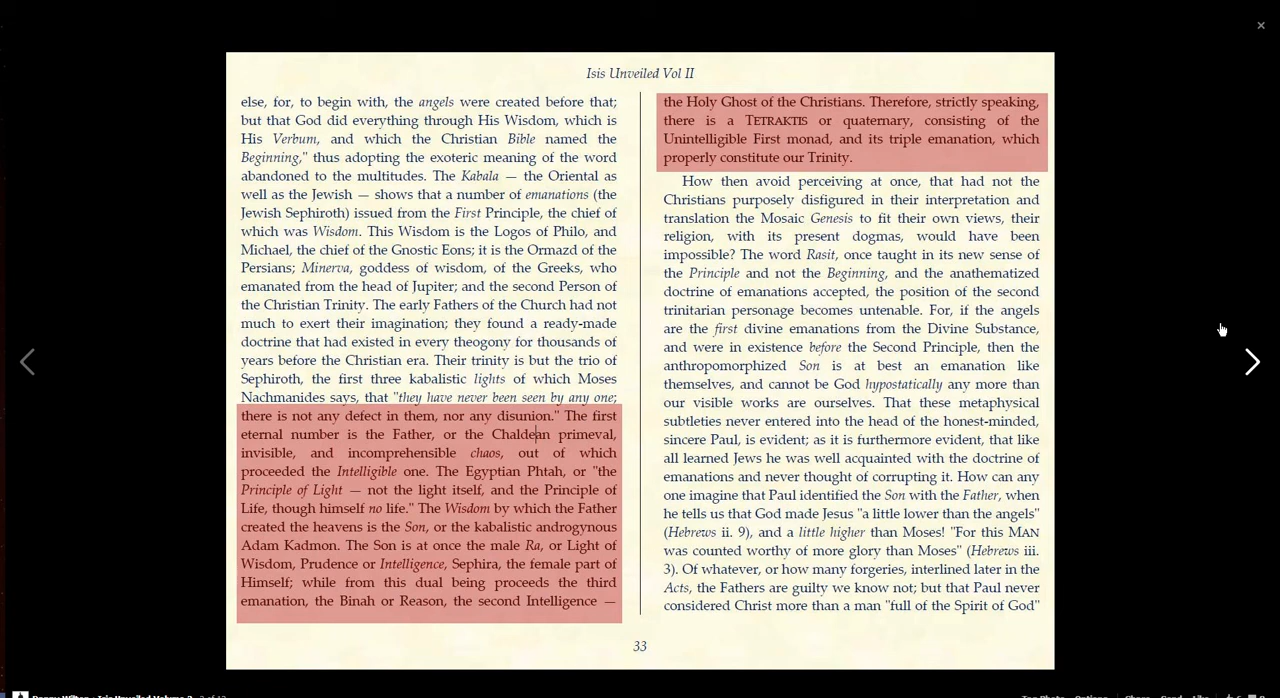 Isis Unveiled Vol II
else, for, to begin with, the angels were created before that;
but that God did everything through His Wisdom, which is
His Verbum, and which the Christian Bible named the
Beginning," thus adopting the exoteric meaning of the word
abandoned to the multitudes. The Kabala — the Oriental as
well as the Jewish — shows that a number of emanations (the
Jewish Sephiroth) issued from the First Principle, the chief of
which was Wisdom. This Wisdom is the Logos of Philo, and
Michael, the chief of the Gnostic Eons; it is the Ormazd of the
Persians; Minerva, goddess of wisdom, of the Greeks, who
emanated from the head of Jupiter; and the second Person of
the Christian Trinity. The early Fathers of the Church had not
much to exert their imagination; they found a ready-made
doctrine that had existed in every theogony for thousands of
years before the Christian era. Their trinity is but the trio of
Sephiroth, the first three kabalistic lights of which Moses
Nachmanides says, that "they have never been seen by any one;
there is not any defect in them, nor any disunion." The first
eternal number is the Father, or the Chaldean primeval,
invisible, and incomprehensible chaos, out of which
proceeded the Intelligible one. The Egyptian Phtah, or "the
Principle of Light — not the light itself, and the Principle of
Life, though himself no life." The Wisdom by which the Father
created the heavens is the Son, or the kabalistic androgynous
Adam Kadmon. The Son is at once the male Ra, or Light of
Wisdom, Prudence or Intelligence, Sephira, the female part of
Himself; while from this dual being proceeds the third
emanation, the Binah or Reason, the second Intelligence —
the Holy Ghost of the Christians. Therefore, strictly speaking,
there is a TETRAKTIS or quaternary, consisting of the
Unintelligible First monad, and its triple emanation, which
properly constitute our Trinity.
How then avoid perceiving at once, that had not the
Christians purposely disfigured in their interpretation and
translation the Mosaic Genesis to fit their own views, their
religion, with its present dogmas, would have been
impossible? The word Rasit, once taught in its new sense of
the Principle and not the Beginning, and the anathematized
doctrine of emanations accepted, the position of the second
trinitarian personage becomes untenable. For, if the angels
are the first divine emanations from the Divine Substance,
and were in existence before the Second Principle, then the
anthropomorphized Son is at best an emanation like
themselves, and cannot be God hypostatically any more than
our visible works are ourselves. That these metaphysical
subtleties never entered into the head of the honest-minded,
sincere Paul, is evident; as it is furthermore evident, that like
all learned Jews he was well acquainted with the doctrine of
emanations and never thought of corrupting it. How can any
one imagine that Paul identified the Son with the Father, when
he tells us that God made Jesus "a little lower than the angels"
(Hebrews ii. 9), and a little higher than Moses! "For this MAN
was counted worthy of more glory than Moses" (Hebrews iii.
3). Of whatever, or how many forgeries, interlined later in the
Acts, the Fathers are guilty we know not; but that Paul never
considered Christ more than a man "full of the Spirit of God"
33